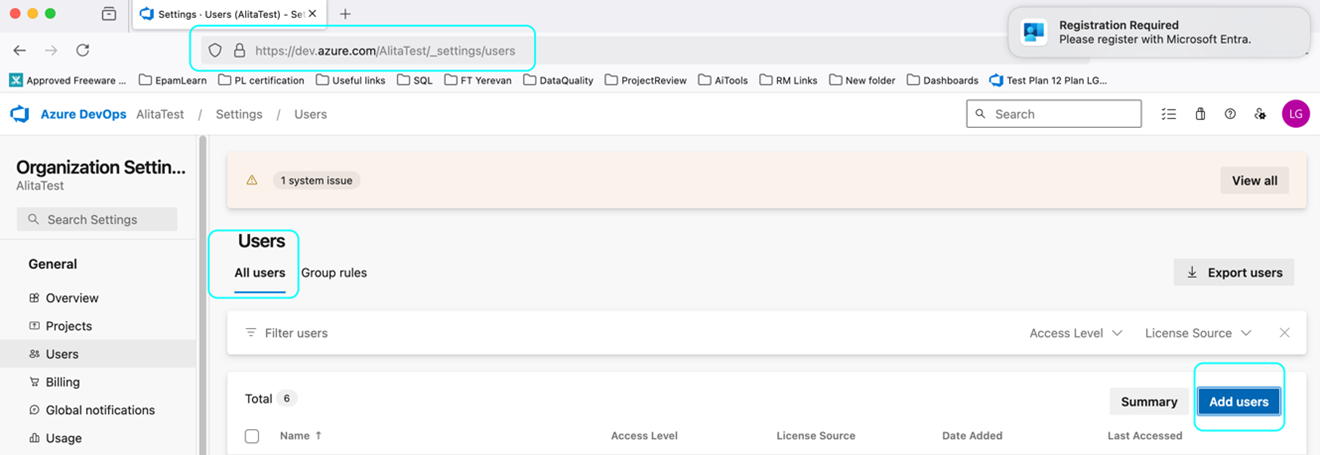 Settings · Users (AlitaTest) - Set
Registration Required
Please register with Microsoft Entra.
https://dev.azure.com/AlitaTest/_settings/users
Approved Freeware ... EpamLearn PL certification Useful links SQL FT Yerevan DataQuality ProjectReview AiTools RM Links New folder Dashboards Test Plan 12 Plan LG...
Azure DevOps AlitaTest / Settings / Users Search LG
Organization Settin...
AlitaTest
Search Settings
General
Overview
Projects
Users
Billing
Global notifications
Usage
1 system issue View all
Users
All users Group rules Export users
Filter users Access Level License Source
Total 6 Summary Add users
Name ↑ Access Level License Source Date Added Last Accessed